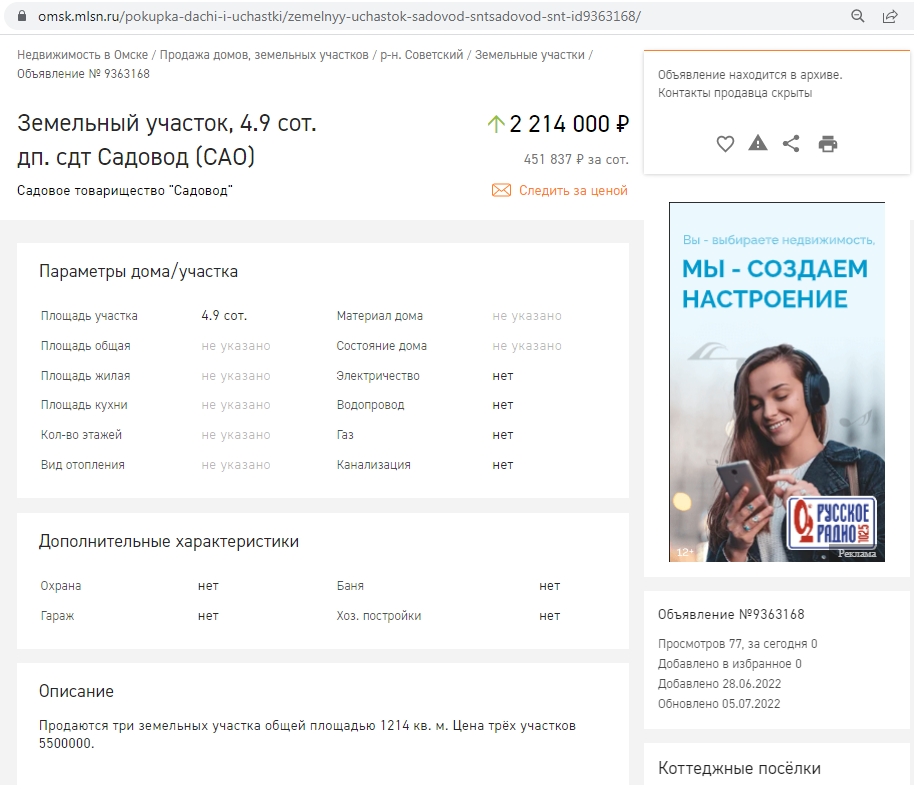 omsk.mlsn.ru/pokupka-dachi-i-uchastki/zemelnyy-uchastok-sadovod-sntsadovod-snt-id9363168/
Недвижимость в Омске / Продажа домов, земельных участков / р-н. Советский / Земельные участки /
Объявление № 9363168
Земельный участок, 4.9 сот.
дп. сдт Садовод (САО)
Садовое товарищество "Садовод"
2 214 000 ₽
451 837 ₽ за сот.
Следить за ценой
Параметры дома/участка
Площадь участка 4.9 сот. Материал дома не указано
Площадь общая не указано Состояние дома не указано
Площадь жилая не указано Электричество нет
Площадь кухни не указано Водопровод нет
Кол-во этажей не указано Газ нет
Вид отопления не указано Канализация нет
Дополнительные характеристики
Охрана нет Баня нет
Гараж нет Хоз. постройки нет
Описание
Продаются три земельных участка общей площадью 1214 кв. м. Цена трёх участков
5500000.
Объявление находится в архиве.
Контакты продавца скрыты
Вы - выбираете недвижимость,
МЫ - СОЗДАЕМ
НАСТРОЕНИЕ
РУССКОЕ
РАДИО
102.5
12+
Реклама
Объявление №9363168
Просмотров 77, за сегодня 0
Добавлено в избранное 0
Добавлено 28.06.2022
Обновлено 05.07.2022
Коттеджные посёлки